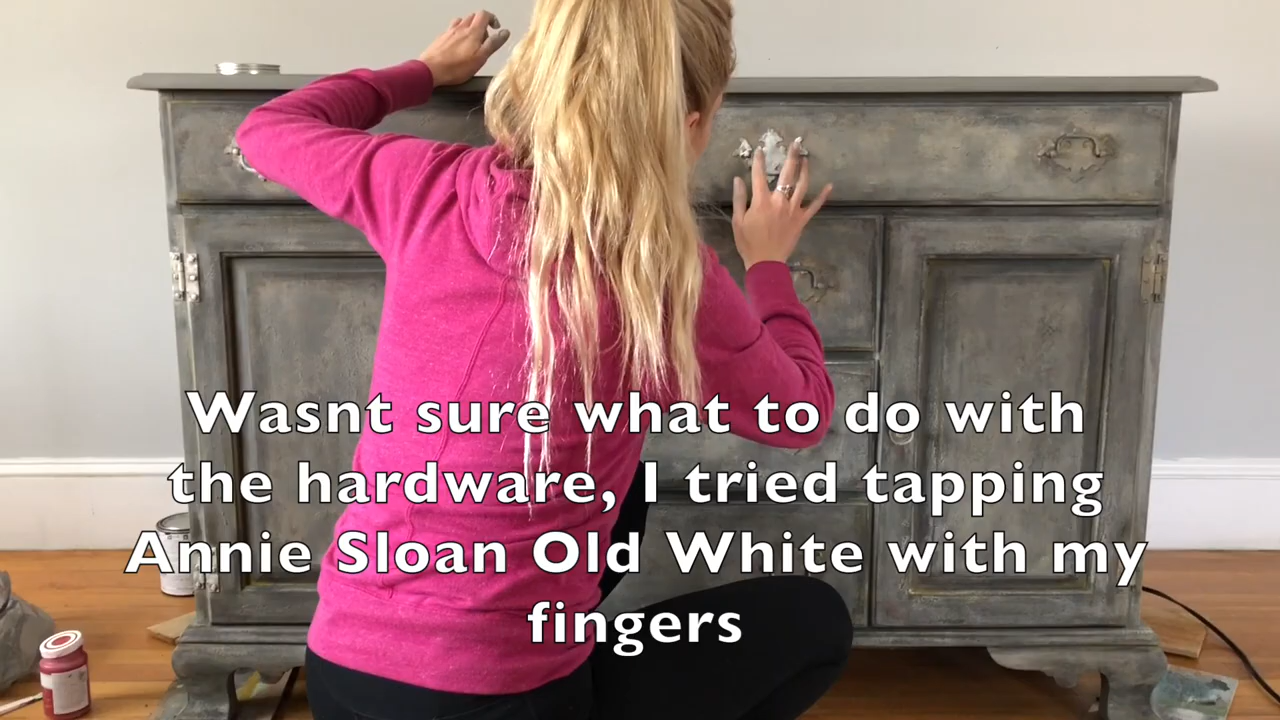 Wasnt sure what to do with
the hardware, I tried tapping
Annie Sloan Old White with my
fingers